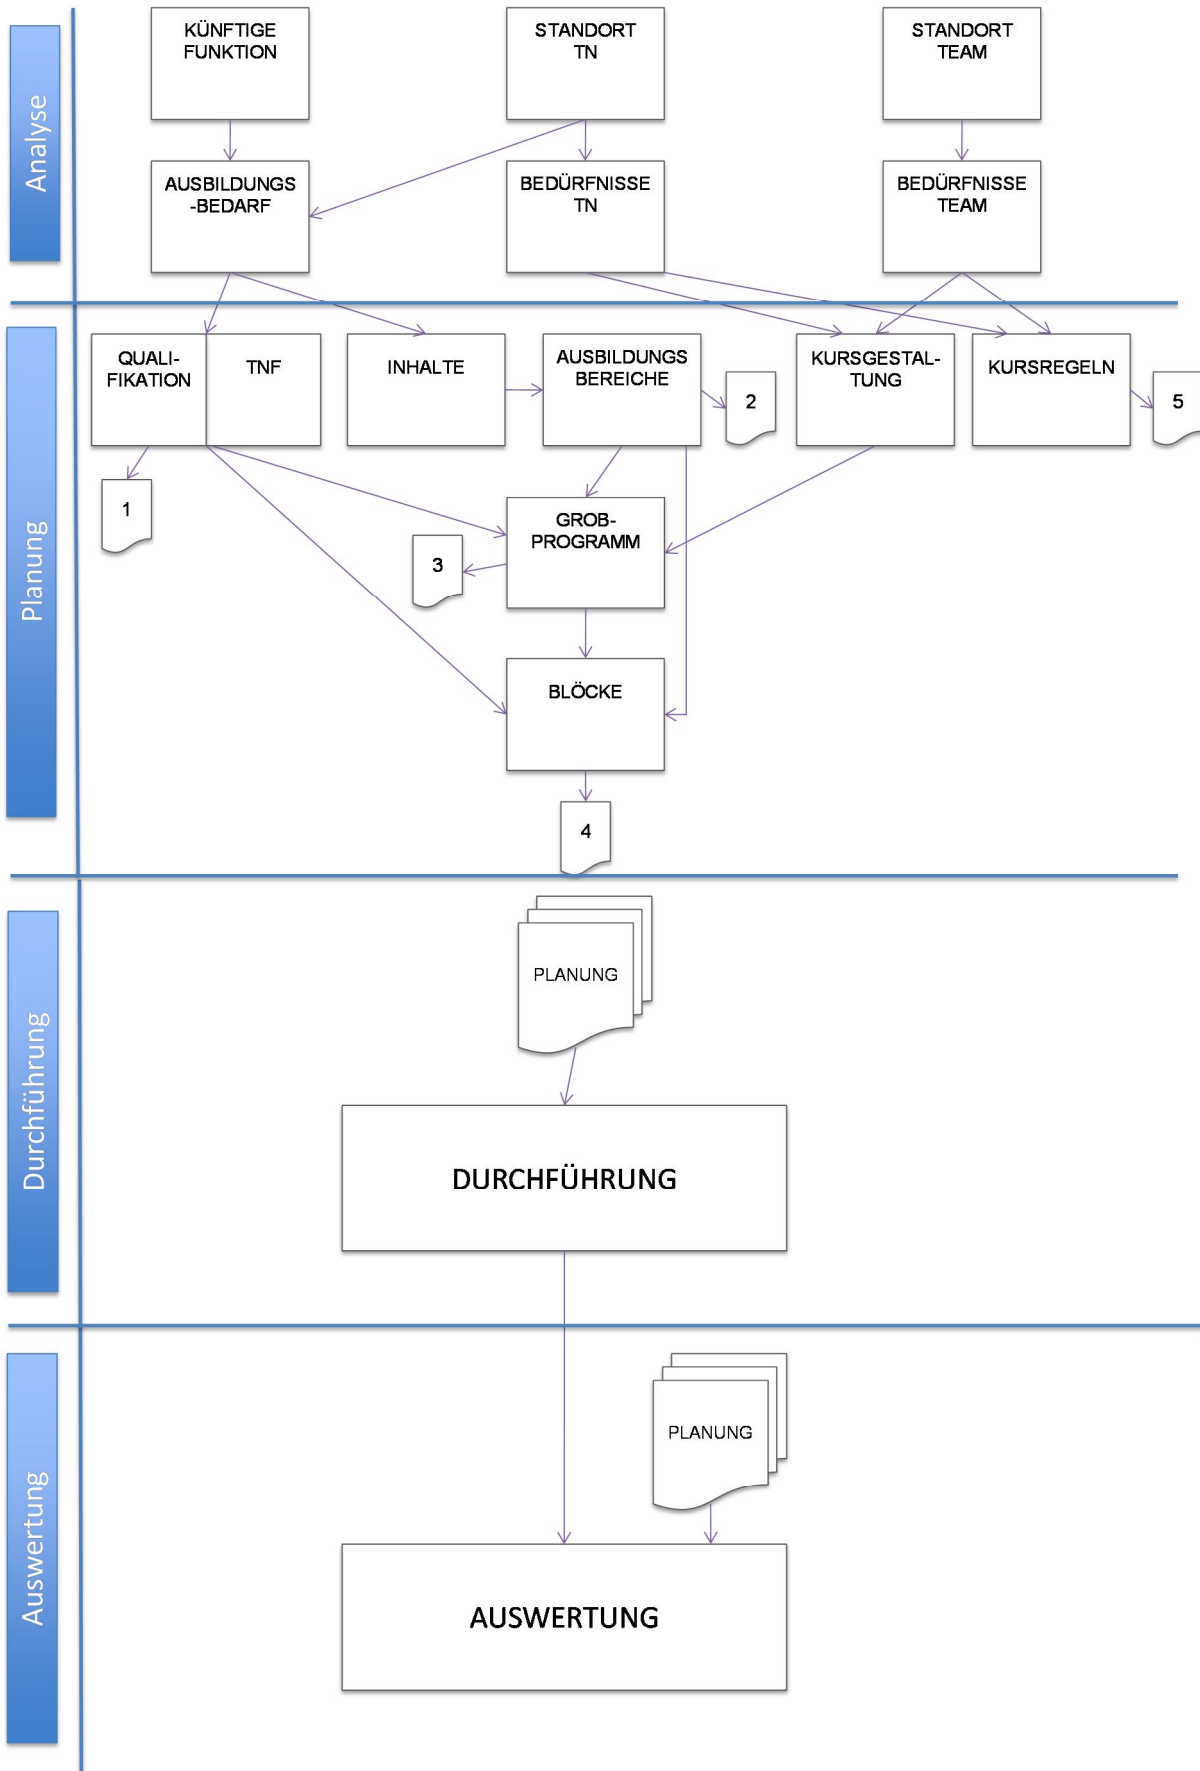 Analyse
KÜNFTIGE
FUNKTION
STANDORT
TN
STANDORT
TEAM
AUSBILDUNGS
-BEDARF
BEDÜRFNISSE
TN
BEDÜRFNISSE
TEAM
Planung
QUALI-
FIKATION
TNF
INHALTE
AUSBILDUNGS
BEREICHE
2
KURSGESTAL-
TUNG
KURSREGELN
5
1
GROB-
PROGRAMM
3
BLÖCKE
4
Durchführung
PLANUNG
DURCHFÜHRUNG
Auswertung
PLANUNG
AUSWERTUNG